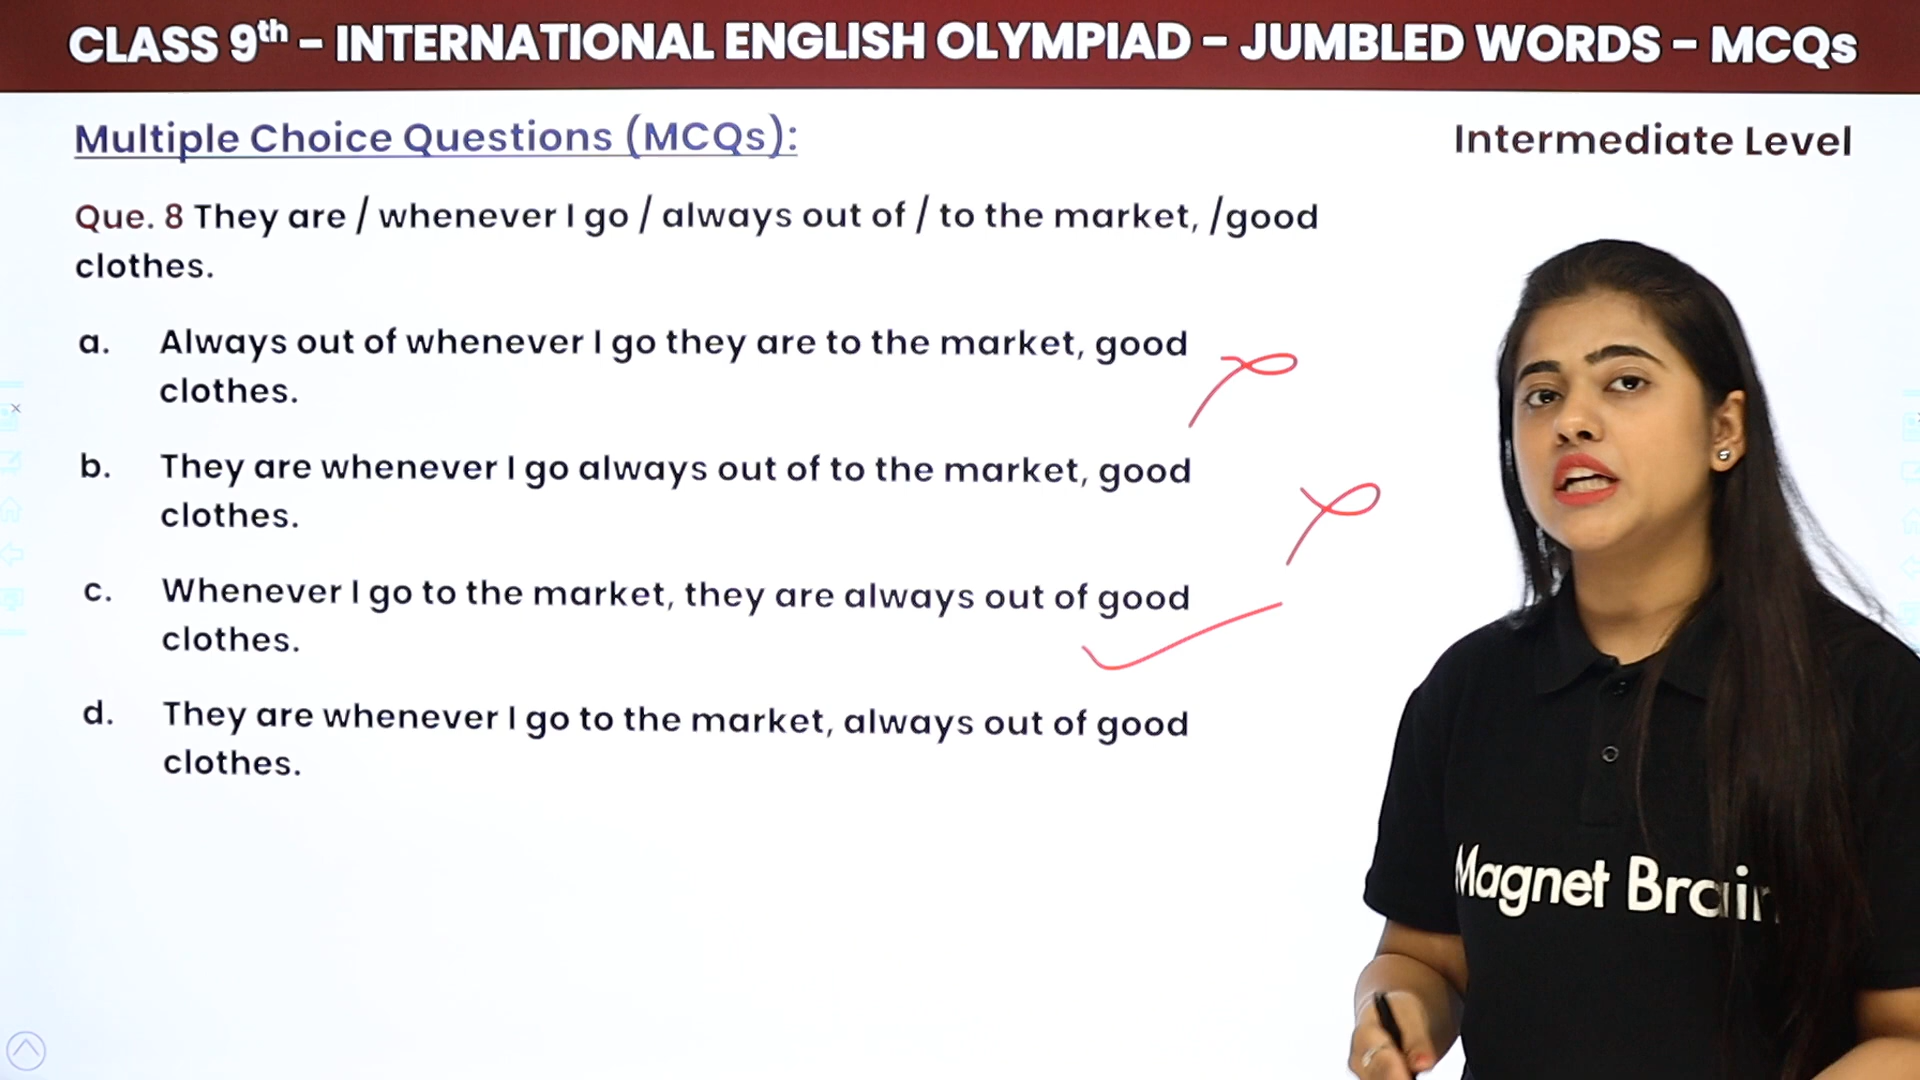 CLASS 9th – INTERNATIONAL ENGLISH OLYMPIAD – JUMBLED WORDS – MCQs
Multiple Choice Questions (MCQs):
Intermediate Level
Que. 8 They are / whenever I go / always out of / to the market, /good
clothes.
a. Always out of whenever I go they are to the market, good
clothes.
b. They are whenever I go always out of to the market, good
clothes.
c. Whenever I go to the market, they are always out of good
clothes.
d. They are whenever I go to the market, always out of good
clothes.
Magnet Brain